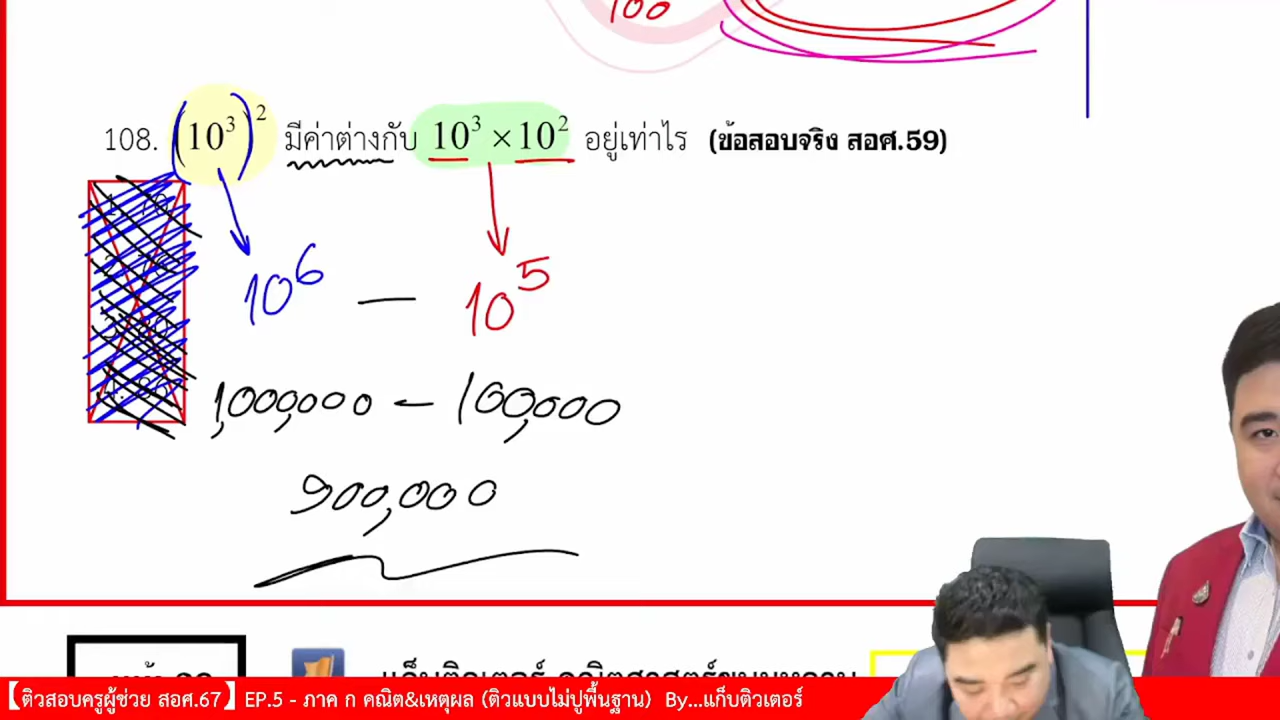 100
108. (10³)² มีค่าต่างกับ 10³ × 10² อยู่เท่าไร (ข้อสอบจริง สอศ.59)
10⁶ — 10⁵
1,000,000 — 100,000
900,000
【ติวสอบครูผู้ช่วย สอศ.67】 EP.5 - ภาค ก คณิต&เหตุผล (ติวแบบไม่ปูพื้นฐาน) By...แก็บติวเตอร์